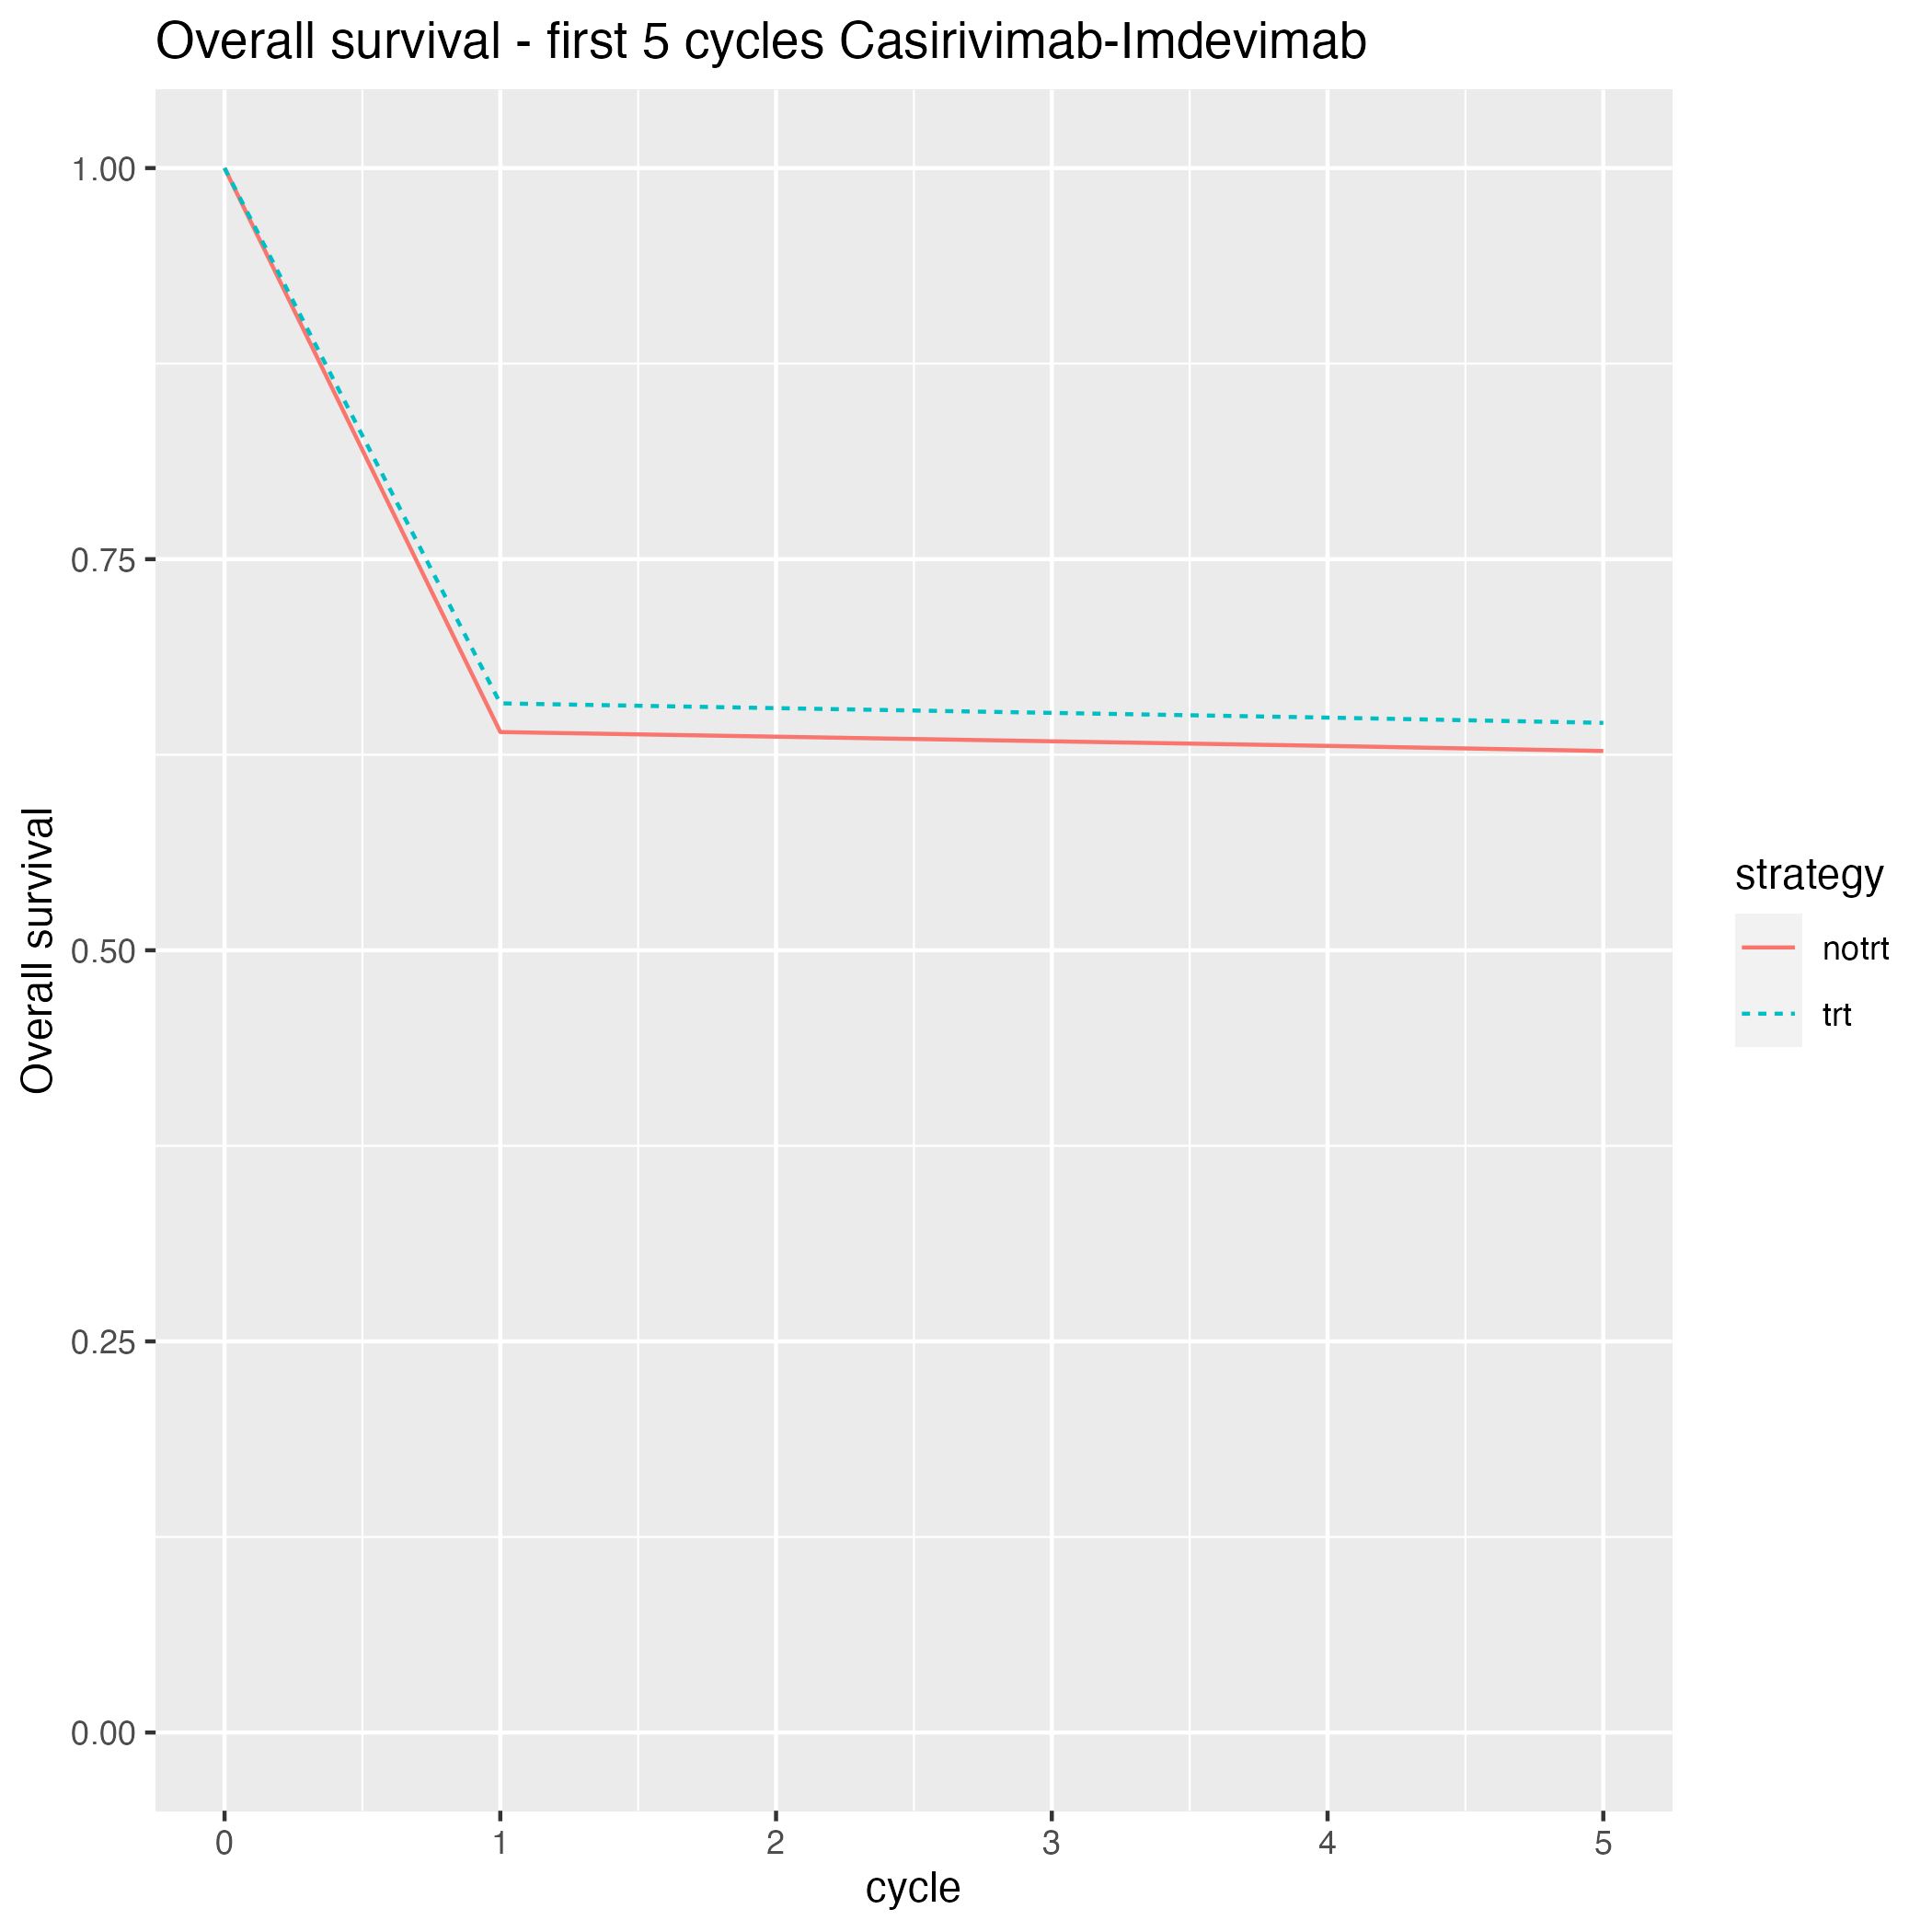 Overall survival - first 5 cycles Casirivimab-Imdevimab
1.00
0.75
0.50
0.25
0.00
Overall survival
0 1 2 3 4 5
cycle
strategy
notrt
trt